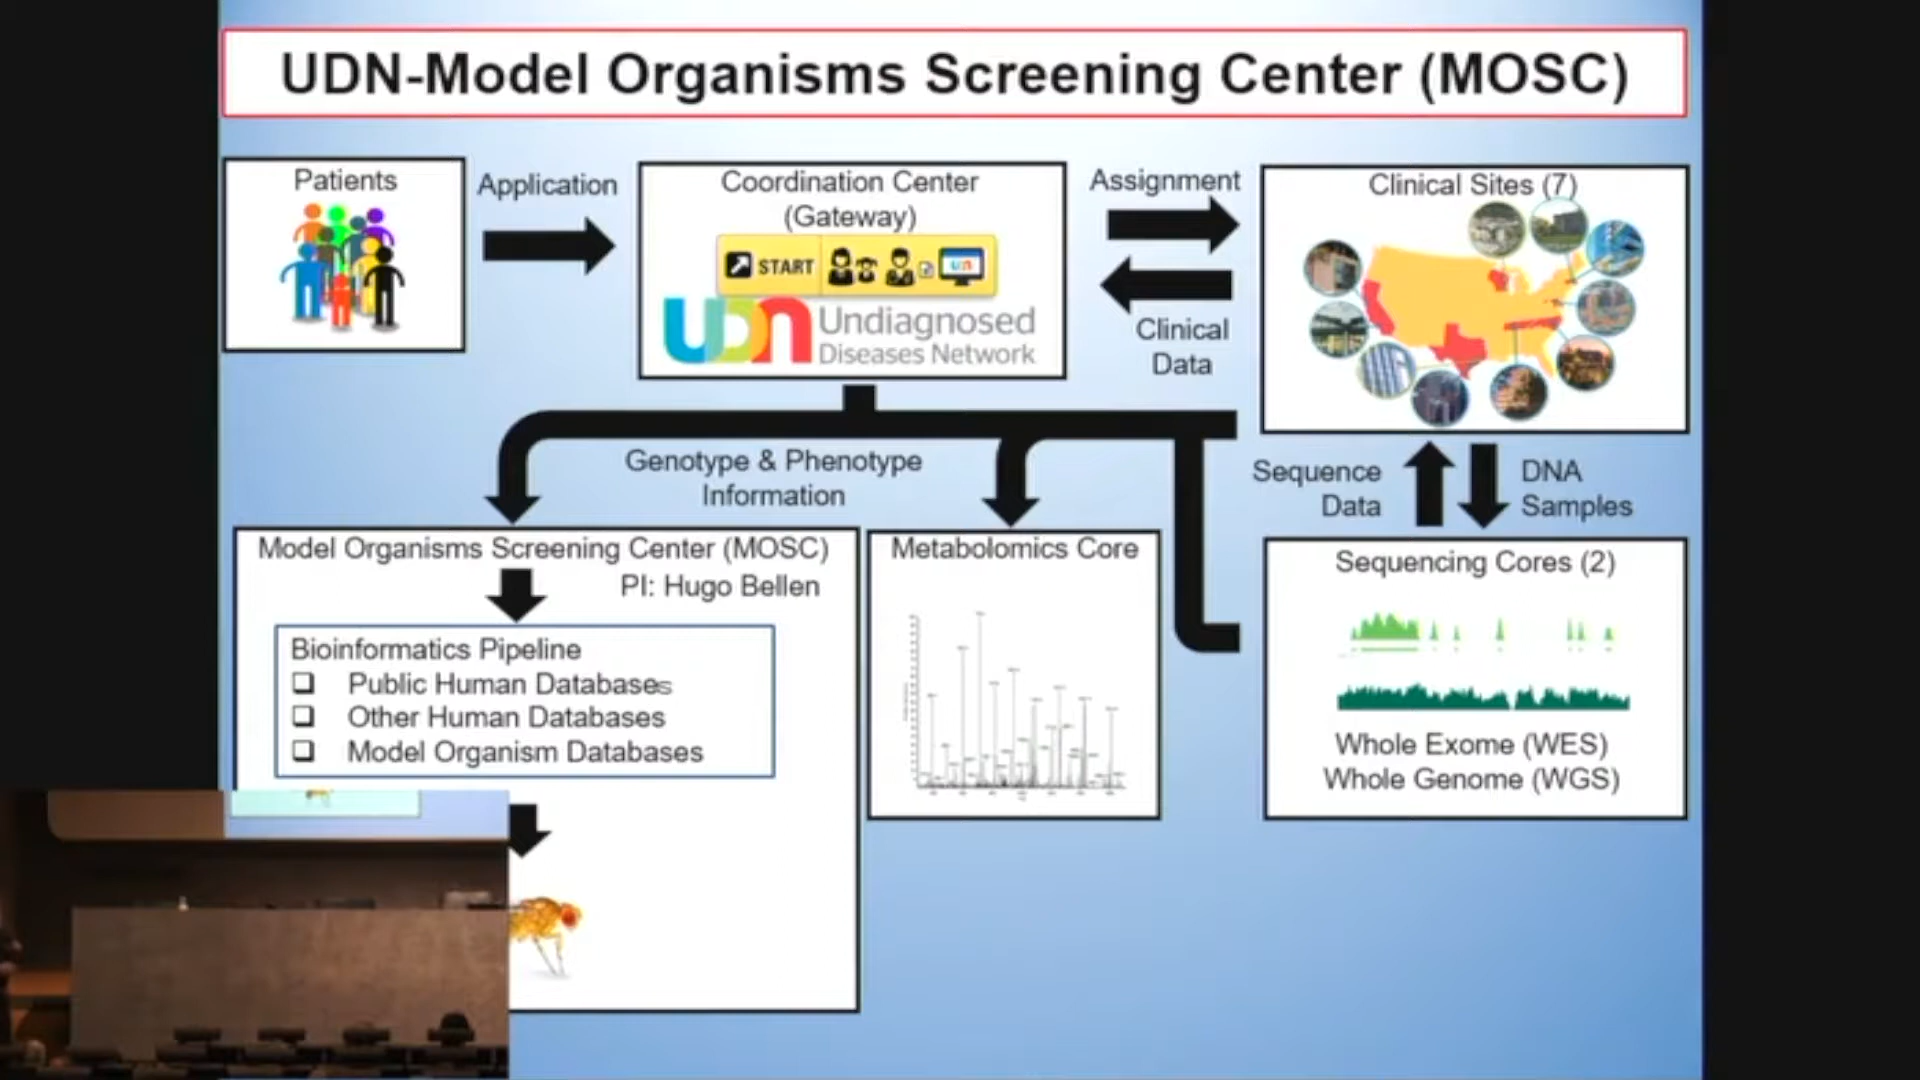 UDN-Model Organisms Screening Center (MOSC)
Patients
Application
Coordination Center
(Gateway)
START
UDN
UDN Undiagnosed
Diseases Network
Assignment
Clinical
Data
Clinical Sites (7)
Genotype & Phenotype
Information
Sequence
Data
DNA
Samples
Model Organisms Screening Center (MOSC)
PI: Hugo Bellen
Bioinformatics Pipeline
❑ Public Human Databases
❑ Other Human Databases
❑ Model Organism Databases
Metabolomics Core
Sequencing Cores (2)
Whole Exome (WES)
Whole Genome (WGS)